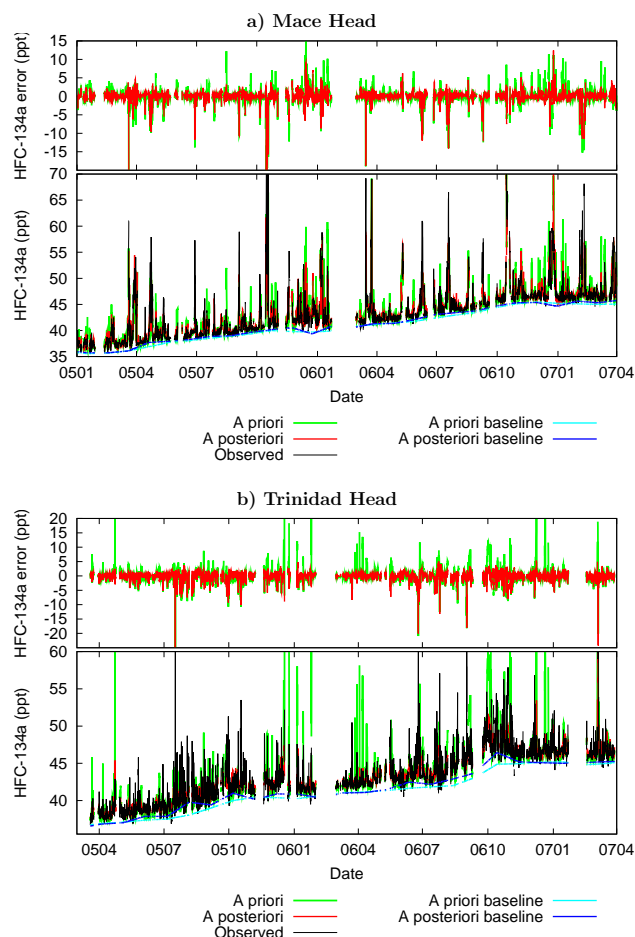 a) Mace Head
HFC-134a error (ppt)
15
10
5
0
-5
-10
-15
HFC-134a (ppt)
70
65
60
55
50
45
40
35
0501 0504 0507 0510 0601 0604 0607 0610 0701 0704
Date
A priori
A posteriori
Observed
A priori baseline
A posteriori baseline
b) Trinidad Head
HFC-134a error (ppt)
20
15
10
5
0
-5
-10
-15
-20
HFC-134a (ppt)
60
55
50
45
40
0504 0507 0510 0601 0604 0607 0610 0701 0704
Date
A priori
A posteriori
Observed
A priori baseline
A posteriori baseline